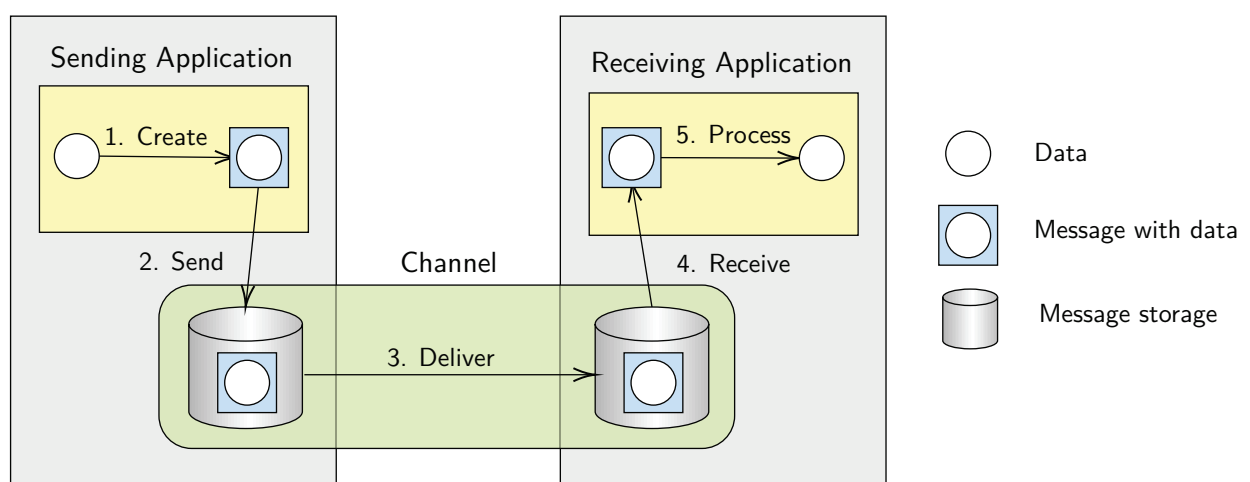 Sending Application
Receiving Application
1. Create
5. Process
Data
Message with data
2. Send
Channel
4. Receive
Message storage
3. Deliver